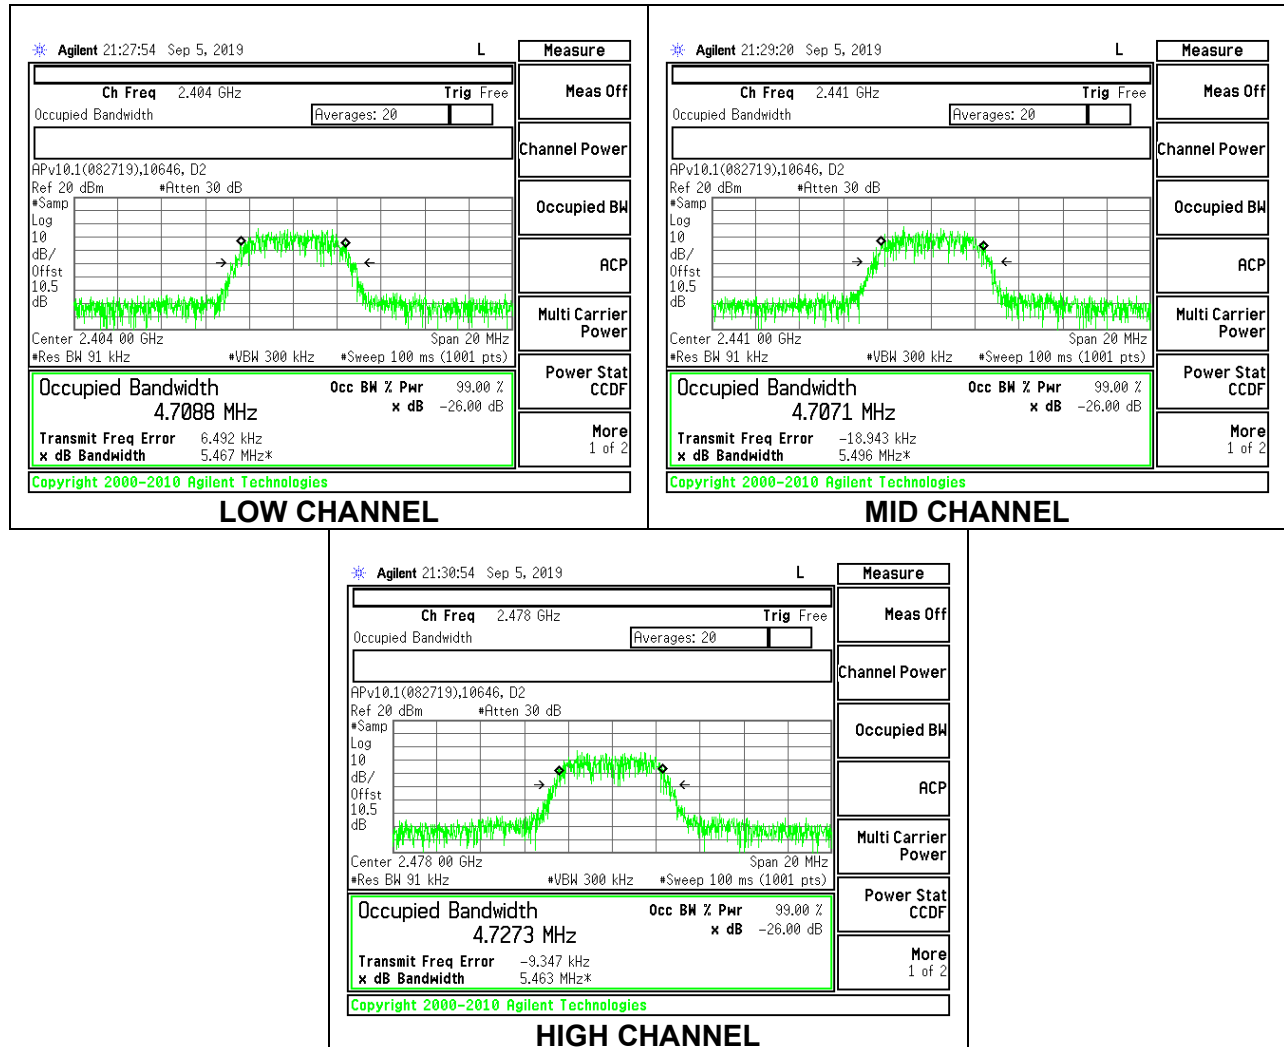 Agilent 21:27:54 Sep 5, 2019 L
Measure
Ch Freq 2.404 GHz Trig Free
Meas Off
Occupied Bandwidth Averages: 20
Channel Power
APv10.1(082719),10646, D2
Ref 20 dBm #Atten 30 dB
#Samp
Log
10
dB/
Offst
10.5
dB
Occupied BW
ACP
Multi Carrier
Power
Center 2.404 00 GHz Span 20 MHz
#Res BW 91 kHz #VBW 300 kHz #Sweep 100 ms (1001 pts)
Power Stat
CCDF
Occupied Bandwidth Occ BW % Pwr 99.00 %
4.7088 MHz x dB -26.00 dB
More
1 of 2
Transmit Freq Error 6.492 kHz
x dB Bandwidth 5.467 MHz*
Copyright 2000-2010 Agilent Technologies
LOW CHANNEL
Agilent 21:29:20 Sep 5, 2019 L
Measure
Ch Freq 2.441 GHz Trig Free
Meas Off
Occupied Bandwidth Averages: 20
Channel Power
APv10.1(082719),10646, D2
Ref 20 dBm #Atten 30 dB
#Samp
Log
10
dB/
Offst
10.5
dB
Occupied BW
ACP
Multi Carrier
Power
Center 2.441 00 GHz Span 20 MHz
#Res BW 91 kHz #VBW 300 kHz #Sweep 100 ms (1001 pts)
Power Stat
CCDF
Occupied Bandwidth Occ BW % Pwr 99.00 %
4.7071 MHz x dB -26.00 dB
More
1 of 2
Transmit Freq Error -18.943 kHz
x dB Bandwidth 5.496 MHz*
Copyright 2000-2010 Agilent Technologies
MID CHANNEL
Agilent 21:30:54 Sep 5, 2019 L
Measure
Ch Freq 2.478 GHz Trig Free
Meas Off
Occupied Bandwidth Averages: 20
Channel Power
APv10.1(082719),10646, D2
Ref 20 dBm #Atten 30 dB
#Samp
Log
10
dB/
Offst
10.5
dB
Occupied BW
ACP
Multi Carrier
Power
Center 2.478 00 GHz Span 20 MHz
#Res BW 91 kHz #VBW 300 kHz #Sweep 100 ms (1001 pts)
Power Stat
CCDF
Occupied Bandwidth Occ BW % Pwr 99.00 %
4.7273 MHz x dB -26.00 dB
More
1 of 2
Transmit Freq Error -9.347 kHz
x dB Bandwidth 5.463 MHz*
Copyright 2000-2010 Agilent Technologies
HIGH CHANNEL